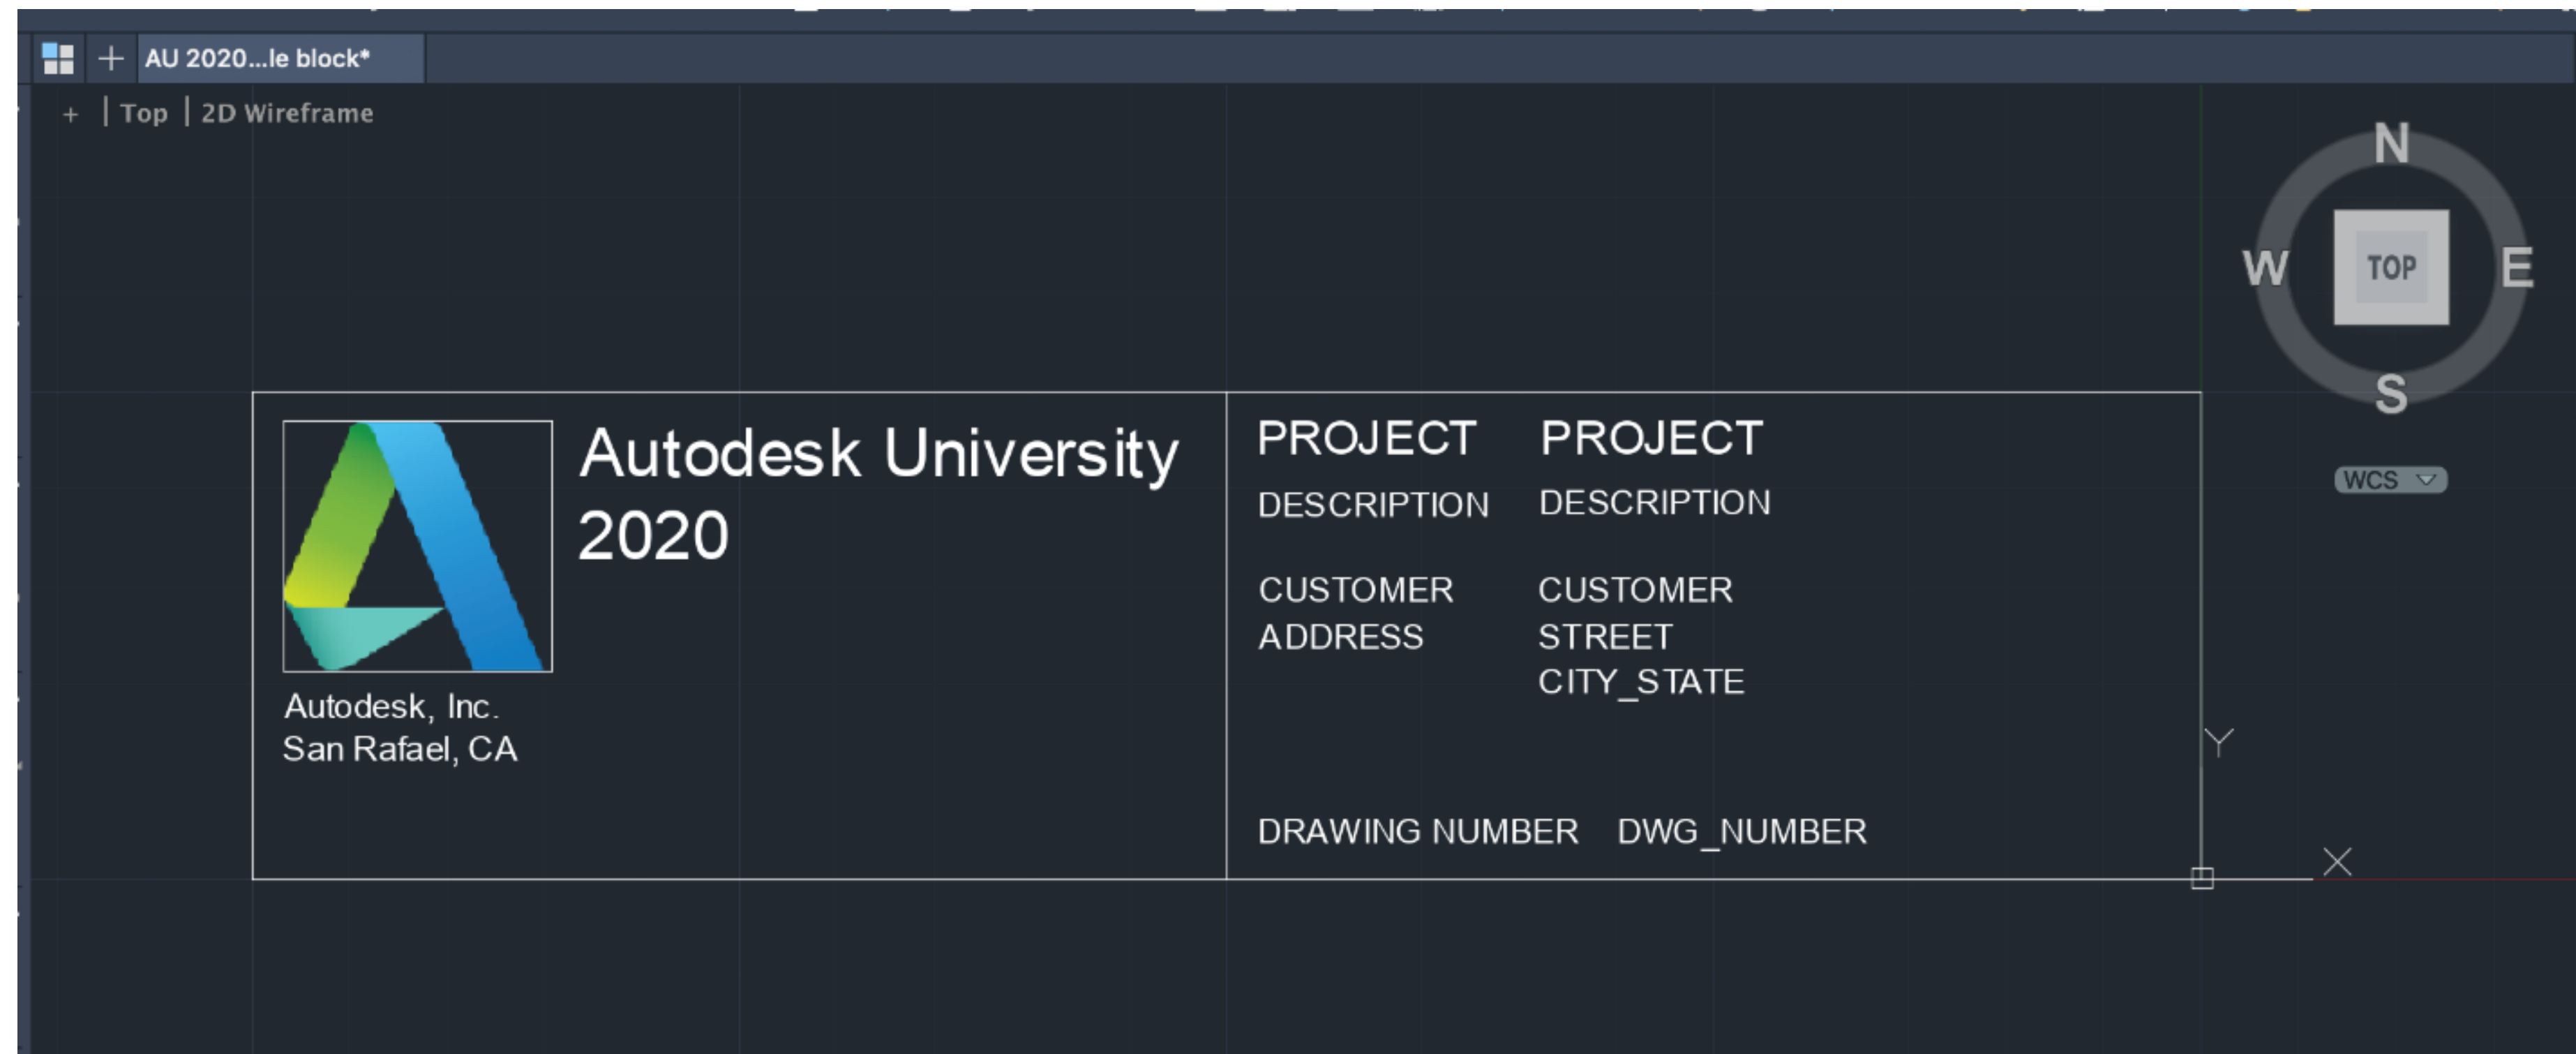 AU 2020...le block*
+ | Top | 2D Wireframe
N
W TOP E
S
WCS
Autodesk University
2020
Autodesk, Inc.
San Rafael, CA
PROJECT PROJECT
DESCRIPTION DESCRIPTION
CUSTOMER CUSTOMER
ADDRESS STREET
CITY_STATE
DRAWING NUMBER DWG_NUMBER
Y
X